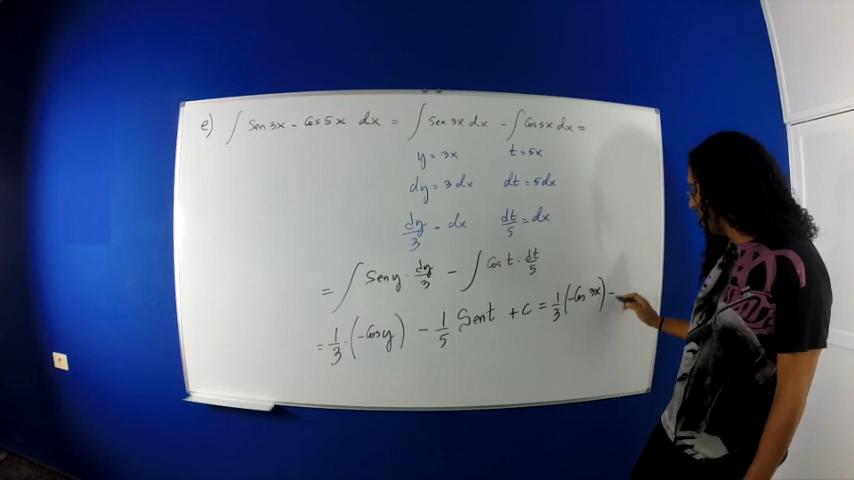 e) ∫ Sen 3x - Cos 5x dx = ∫ Sen 3x dx - ∫ Cos 5x dx =
y = 3x t = 5x
dy = 3 dx dt = 5dx
dy/3 = dx dt/5 = dx
= ∫ Sen y · dy/3 - ∫ Cos t · dt/5
= 1/3 · (-Cos y) - 1/5 Sen t + C = 1/3 (-Cos 3x) -